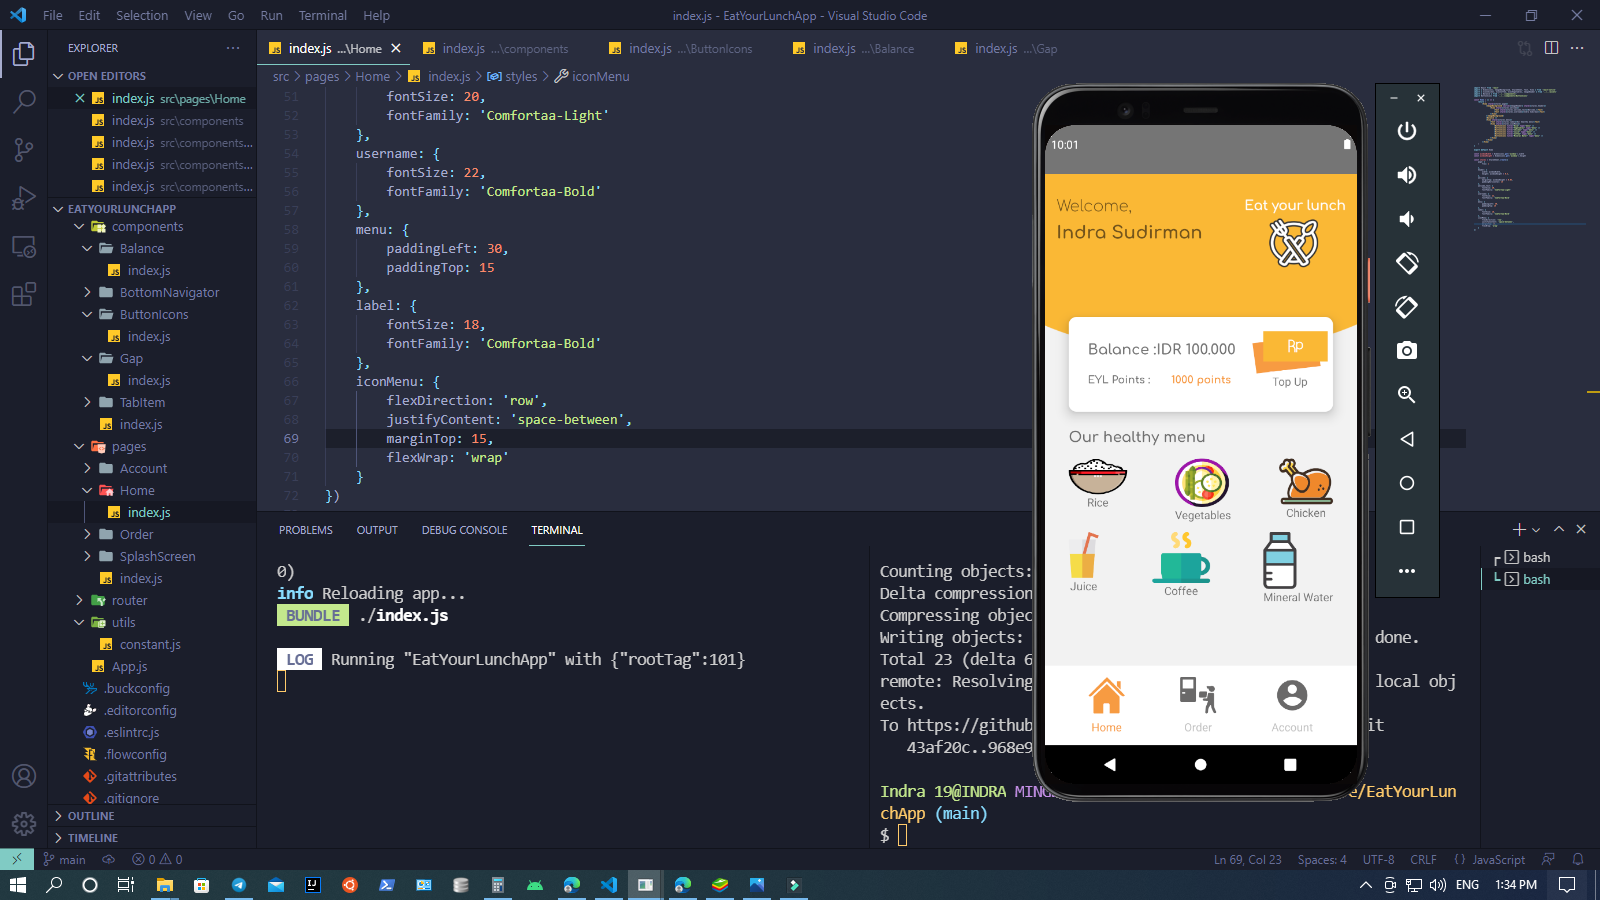 File Edit Selection View Go Run Terminal Help
index.js - EatYourLunchApp - Visual Studio Code
EXPLORER
OPEN EDITORS
index.js src\pages\Home
index.js src\components
index.js src\components...
index.js src\components...
index.js src\components...
EATYOURLUNCHAPP
components
Balance
index.js
BottomNavigator
ButtonIcons
index.js
Gap
index.js
TabItem
index.js
pages
Account
Home
index.js
Order
SplashScreen
index.js
router
utils
constant.js
App.js
.buckconfig
.editorconfig
.eslintrc.js
.flowconfig
.gitattributes
.gitignore
OUTLINE
TIMELINE
index.js ...\Home
index.js ...\components
index.js ...\ButtonIcons
index.js ...\Balance
index.js ...\Gap
src > pages > Home > index.js > styles > iconMenu
51 fontSize: 20,
52 fontFamily: 'Comfortaa-Light'
53 },
54 username: {
55 fontSize: 22,
56 fontFamily: 'Comfortaa-Bold'
57 },
58 menu: {
59 paddingLeft: 30,
60 paddingTop: 15
61 },
62 label: {
63 fontSize: 18,
64 fontFamily: 'Comfortaa-Bold'
65 },
66 iconMenu: {
67 flexDirection: 'row',
68 justifyContent: 'space-between',
69 marginTop: 15,
70 flexWrap: 'wrap'
71 }
72 })
PROBLEMS OUTPUT DEBUG CONSOLE TERMINAL
0)
info Reloading app...
BUNDLE ./index.js
LOG Running "EatYourLunchApp" with {"rootTag":101}
Counting objects:
Delta compression
Compressing objec
Writing objects: done.
Total 23 (delta 6
remote: Resolving local obj
ects.
To https://github it
43af20c..968e9
Indra 19@INDRA MING e/EatYourLun
chApp (main)
$
bash
bash
10:01
Welcome,
Indra Sudirman
Eat your lunch
Balance :IDR 100.000
EYL Points : 1000 points
Rp
Top Up
Our healthy menu
Rice
Vegetables
Chicken
Juice
Coffee
Mineral Water
Home
Order
Account
main
0 0
Ln 69, Col 23 Spaces: 4 UTF-8 CRLF {} JavaScript
ENG 1:34 PM